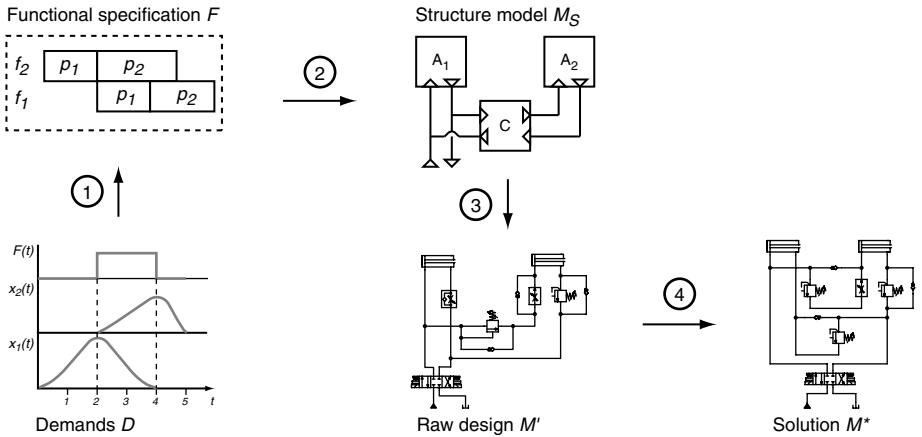 Functional specification F
f2 p1 p2
f1 p1 p2
2
Structure model MS
A1 A2
C
1
3
F(t)
x2(t)
x1(t)
1 2 3 4 5 t
Demands D
4
Raw design M'
Solution M*